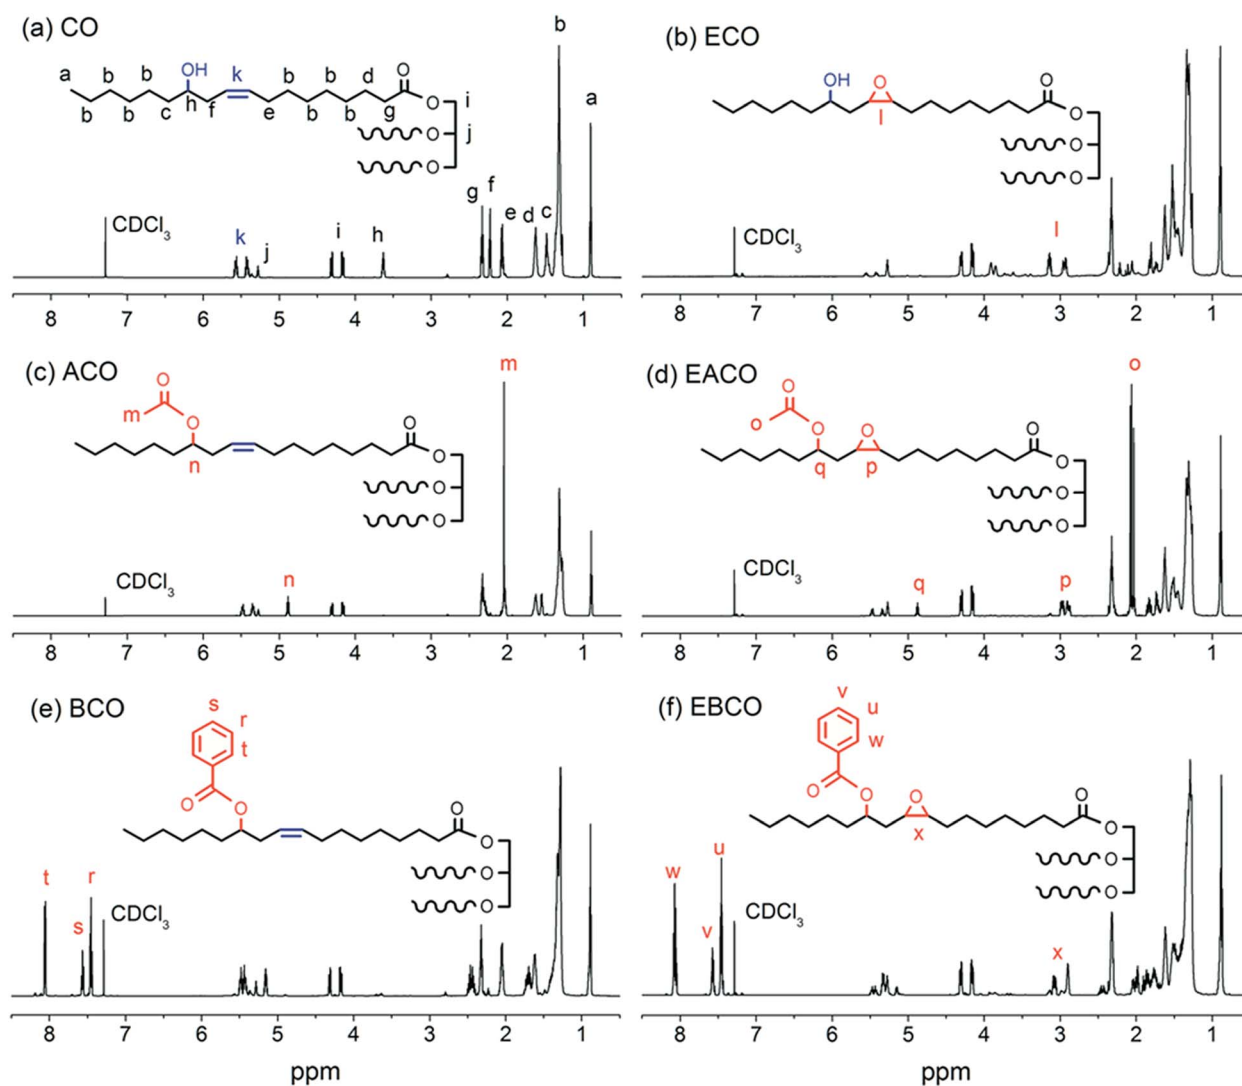 (a) CO
b
a b b OH k b b d O
b b c h f e b b g O i
O j
O
a
g f e d c
CDCl3
k j i h
8 7 6 5 4 3 2 1
(b) ECO
OH O O
l O
O
O
CDCl3
l
8 7 6 5 4 3 2 1
(c) ACO
m
O
m O O
n O
O
O
CDCl3
n
8 7 6 5 4 3 2 1
(d) EACO
o
O
o O O O
q p O
O
O
CDCl3
q p
8 7 6 5 4 3 2 1
(e) BCO
s
r
t
O O O
O
O
O
t s r
CDCl3
8 7 6 5 4 3 2 1
ppm
(f) EBCO
v
u
w
O O O O
x O
O
O
w v u
CDCl3
x
8 7 6 5 4 3 2 1
ppm